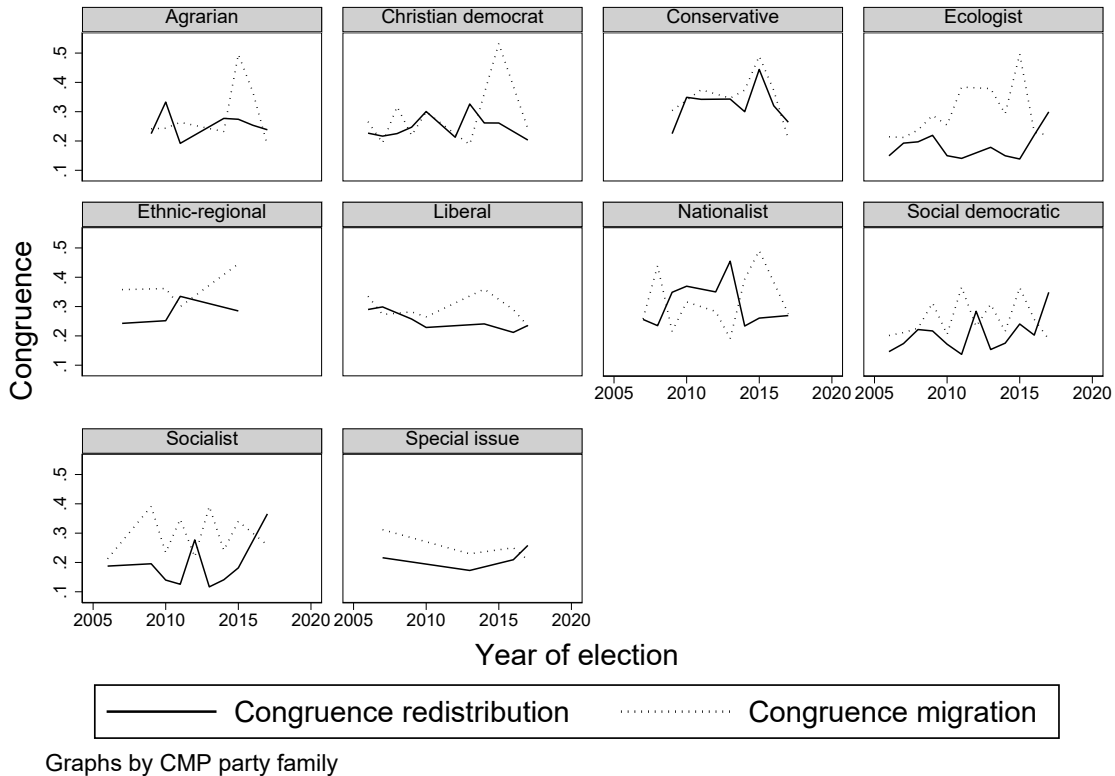 Agrarian Christian democrat Conservative Ecologist
.1 .2 .3 .4 .5
Ethnic-regional Liberal Nationalist Social democratic
.1 .2 .3 .4 .5
2005 2010 2015 2020 2005 2010 2015 2020
Socialist Special issue
.1 .2 .3 .4 .5
2005 2010 2015 2020 2005 2010 2015 2020
Congruence
Year of election
Congruence redistribution Congruence migration
Graphs by CMP party family